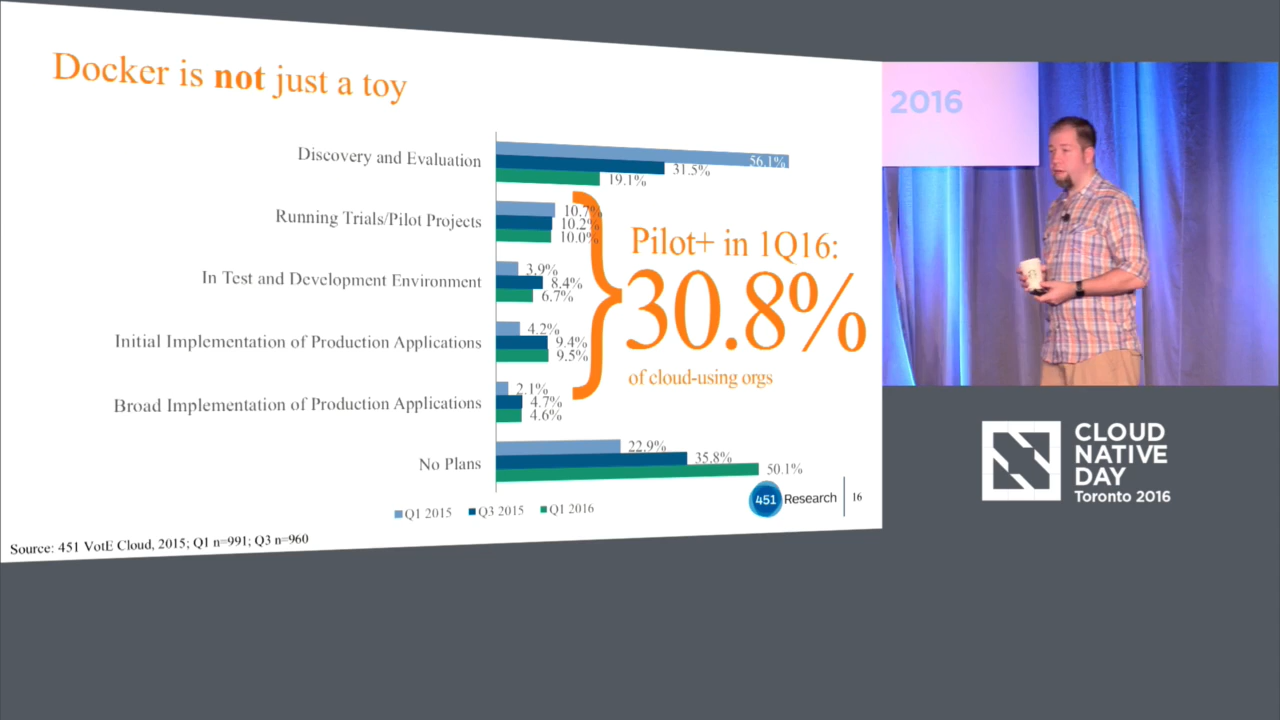 Docker is not just a toy
Discovery and Evaluation
56.1%
31.5%
19.1%
Running Trials/Pilot Projects
10.7%
10.2%
10.0%
In Test and Development Environment
3.9%
8.4%
6.7%
Initial Implementation of Production Applications
4.2%
9.4%
9.5%
Broad Implementation of Production Applications
2.1%
4.7%
4.6%
No Plans
22.9%
35.8%
50.1%
Pilot+ in 1Q16:
30.8%
of cloud-using orgs
Q1 2015 Q3 2015 Q1 2016
451 Research 16
Source: 451 VotE Cloud, 2015; Q1 n=991; Q3 n=960
2016
CLOUD
NATIVE
DAY
Toronto 2016